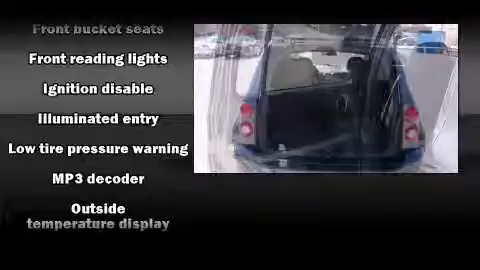 Front bucket seats
Front reading lights
Ignition disable
Illuminated entry
Low tire pressure warning
MP3 decoder
Outside
temperature display